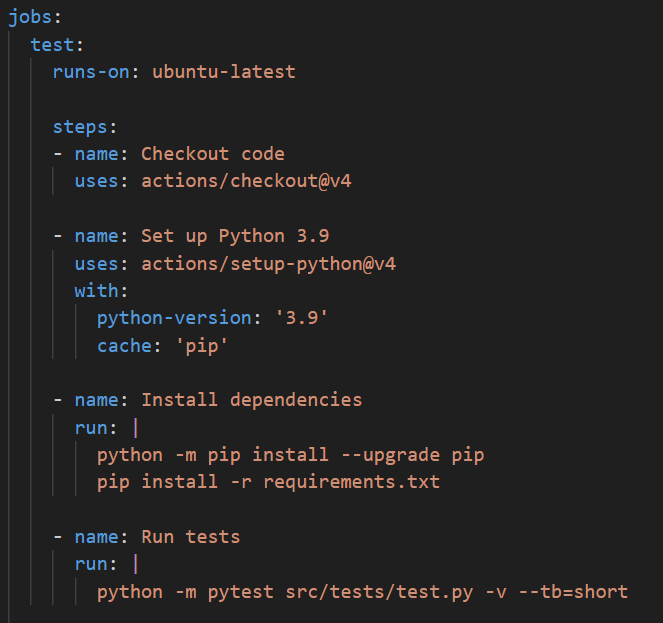 jobs:
  test:
    runs-on: ubuntu-latest

    steps:
    - name: Checkout code
      uses: actions/checkout@v4

    - name: Set up Python 3.9
      uses: actions/setup-python@v4
      with:
        python-version: '3.9'
        cache: 'pip'

    - name: Install dependencies
      run: |
        python -m pip install --upgrade pip
        pip install -r requirements.txt

    - name: Run tests
      run: |
        python -m pytest src/tests/test.py -v --tb=short